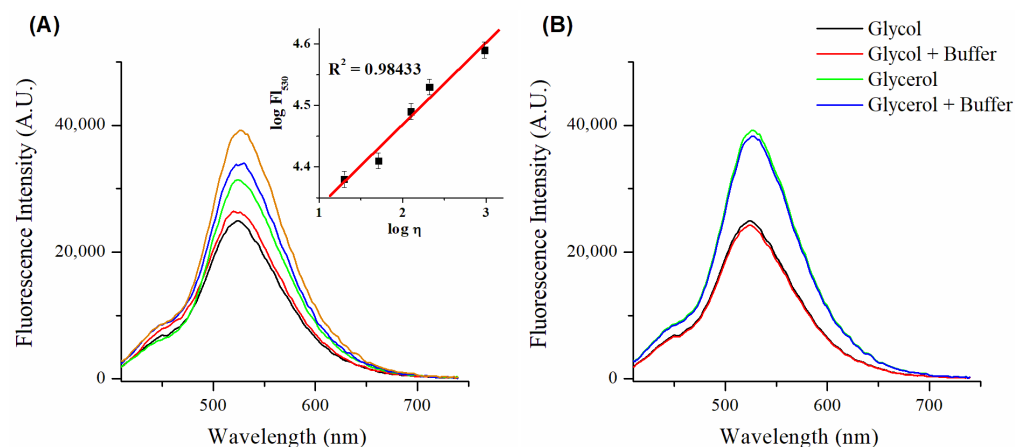 (A)
Fluorescence Intensity (A.U.)
40,000
20,000
0
500
600
700
Wavelength (nm)
log FI530
4.6
4.5
4.4
R2 = 0.98433
1
2
3
log η
(B)
Fluorescence Intensity (A.U.)
40,000
20,000
0
500
600
700
Wavelength (nm)
Glycol
Glycol + Buffer
Glycerol
Glycerol + Buffer